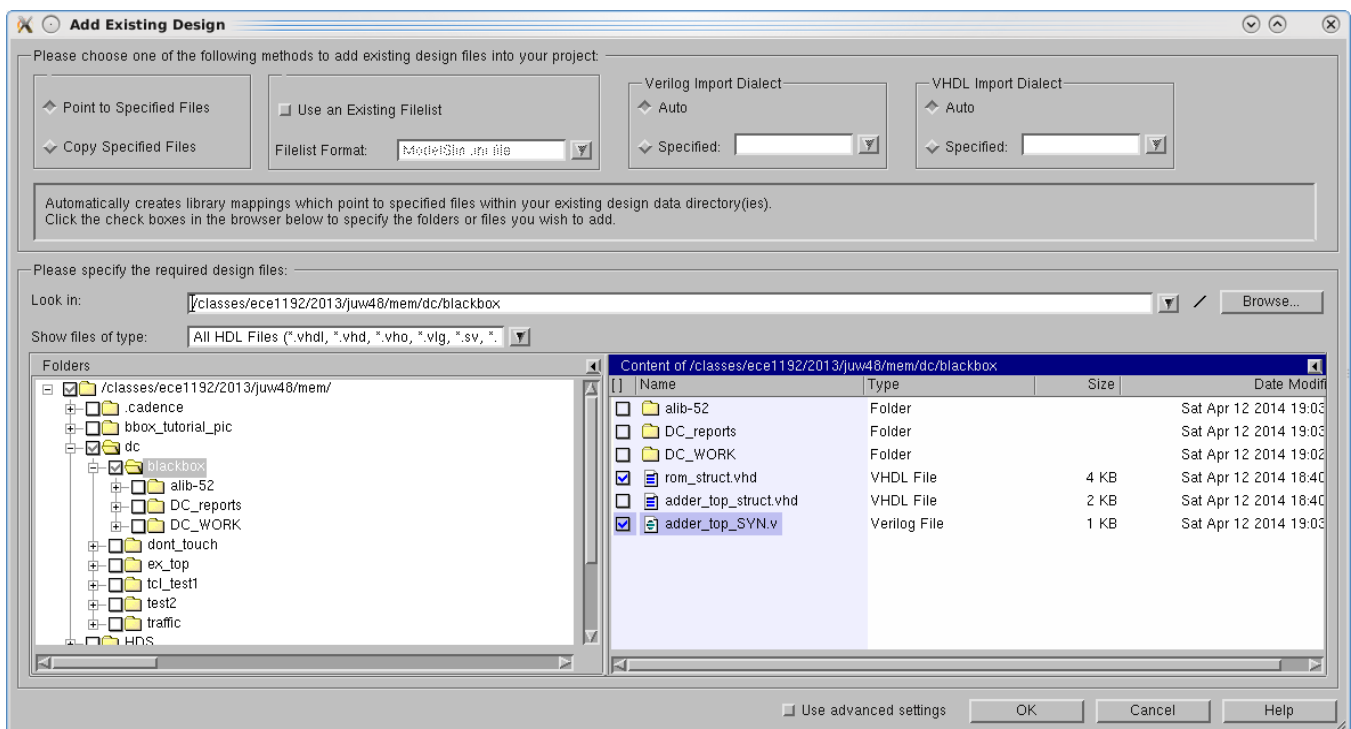 Add Existing Design
Please choose one of the following methods to add existing design files into your project:
Point to Specified Files
Copy Specified Files
Use an Existing Filelist
Filelist Format: ModelSim .ini file
Verilog Import Dialect
Auto
Specified:
VHDL Import Dialect
Auto
Specified:
Automatically creates library mappings which point to specified files within your existing design data directory(ies).
Click the check boxes in the browser below to specify the folders or files you wish to add.
Please specify the required design files:
Look in: /classes/ece1192/2013/juw48/mem/dc/blackbox / Browse...
Show files of type: All HDL Files (*.vhdl, *.vhd, *.vho, *.vlg, *.sv, *.
Folders
/classes/ece1192/2013/juw48/mem/
.cadence
bbox_tutorial_pic
dc
blackbox
alib-52
DC_reports
DC_WORK
dont_touch
ex_top
tcl_test1
test2
traffic
HDS
Content of /classes/ece1192/2013/juw48/mem/dc/blackbox
[] Name Type Size Date Modifi
alib-52 Folder Sat Apr 12 2014 19:03
DC_reports Folder Sat Apr 12 2014 19:03
DC_WORK Folder Sat Apr 12 2014 19:02
rom_struct.vhd VHDL File 4 KB Sat Apr 12 2014 18:40
adder_top_struct.vhd VHDL File 2 KB Sat Apr 12 2014 18:40
adder_top_SYN.v Verilog File 1 KB Sat Apr 12 2014 19:03
Use advanced settings OK Cancel Help